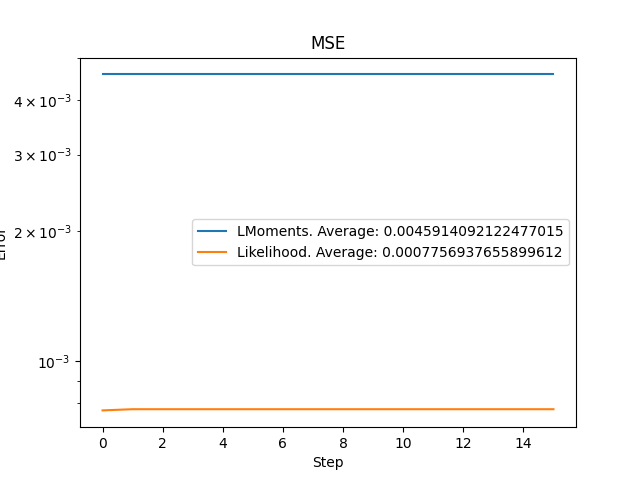 MSE
4 × 10⁻³
3 × 10⁻³
2 × 10⁻³
10⁻³
Error
LMoments. Average: 0.0045914092122477015
Likelihood. Average: 0.0007756937655899612
0 2 4 6 8 10 12 14
Step